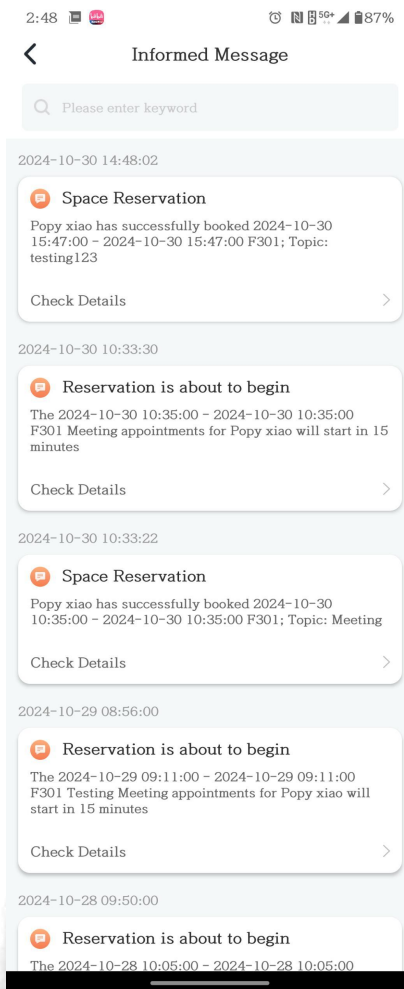 2:48
5G+
87%
Informed Message
Please enter keyword
2024-10-30 14:48:02
Space Reservation
Popy xiao has successfully booked 2024-10-30
15:47:00 - 2024-10-30 15:47:00 F301; Topic:
testing123
Check Details
2024-10-30 10:33:30
Reservation is about to begin
The 2024-10-30 10:35:00 - 2024-10-30 10:35:00
F301 Meeting appointments for Popy xiao will start in 15
minutes
Check Details
2024-10-30 10:33:22
Space Reservation
Popy xiao has successfully booked 2024-10-30
10:35:00 - 2024-10-30 10:35:00 F301; Topic: Meeting
Check Details
2024-10-29 08:56:00
Reservation is about to begin
The 2024-10-29 09:11:00 - 2024-10-29 09:11:00
F301 Testing Meeting appointments for Popy xiao will
start in 15 minutes
Check Details
2024-10-28 09:50:00
Reservation is about to begin
The 2024-10-28 10:05:00 - 2024-10-28 10:05:00